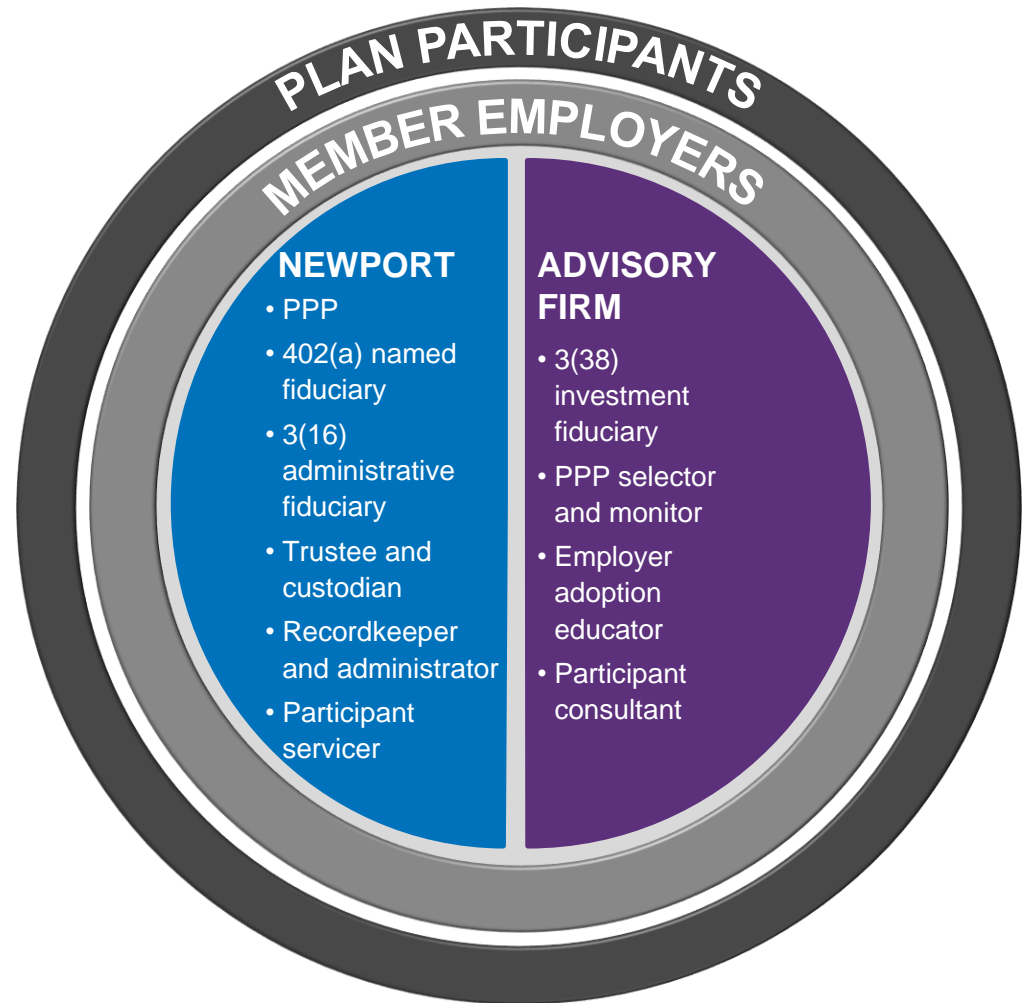 PLAN PARTICIPANTS
MEMBER EMPLOYERS
NEWPORT
• PPP
• 402(a) named
fiduciary
• 3(16)
administrative
fiduciary
• Trustee and
custodian
• Recordkeeper
and administrator
• Participant
servicer
ADVISORY
FIRM
• 3(38)
investment
fiduciary
• PPP selector
and monitor
• Employer
adoption
educator
• Participant
consultant